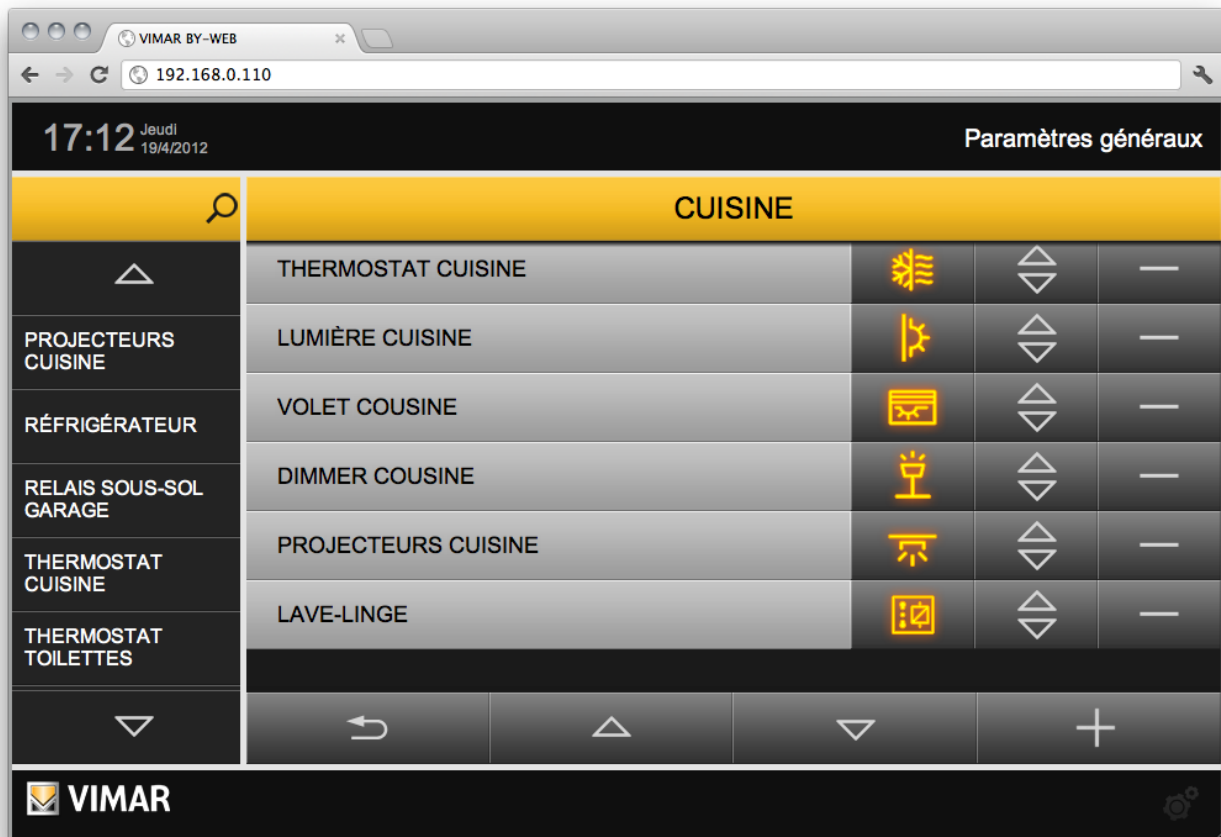 VIMAR BY-WEB
192.168.0.110
17:12 Jeudi
19/4/2012
Paramètres généraux
CUISINE
PROJECTEURS
CUISINE
RÉFRIGÉRATEUR
RELAIS SOUS-SOL
GARAGE
THERMOSTAT
CUISINE
THERMOSTAT
TOILETTES
THERMOSTAT CUISINE
LUMIÈRE CUISINE
VOLET COUSINE
DIMMER COUSINE
PROJECTEURS CUISINE
LAVE-LINGE
VIMAR